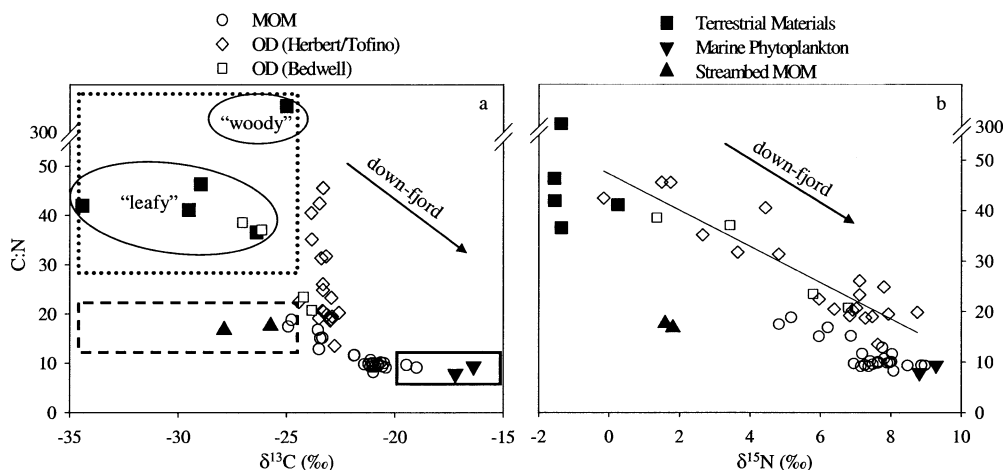 MOM
OD (Herbert/Tofino)
OD (Bedwell)
Terrestrial Materials
Marine Phytoplankton
Streambed MOM
a
b
"woody"
"leafy"
down-fjord
down-fjord
C:N
300
50
40
30
20
10
0
300
50
40
30
20
10
0
-35 -30 -25 -20 -15
-2 0 2 4 6 8 10
δ¹³C (‰)
δ¹⁵N (‰)